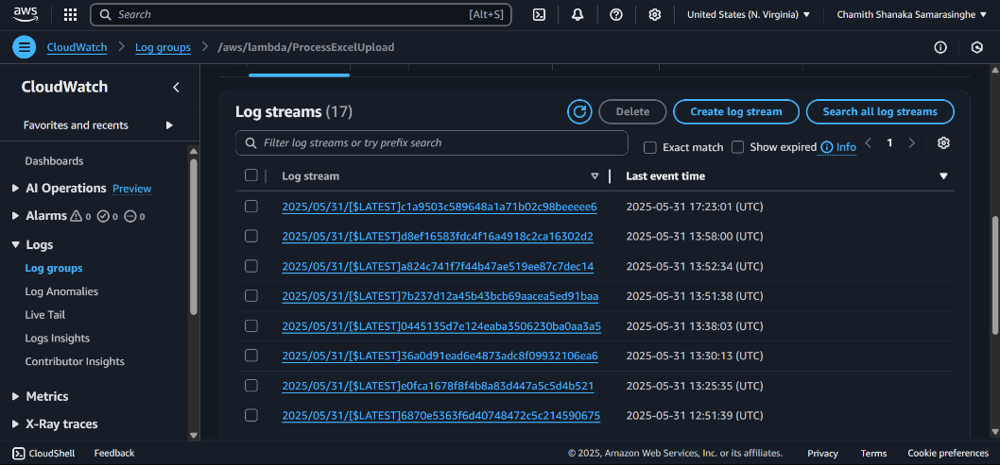 aws
Search [Alt+S]
United States (N. Virginia)
Chamith Shanaka Samarasinghe
CloudWatch > Log groups > /aws/lambda/ProcessExcelUpload
CloudWatch
Favorites and recents
Dashboards
AI Operations Preview
Alarms 0 0 0
Logs
Log groups
Log Anomalies
Live Tail
Logs Insights
Contributor Insights
Metrics
X-Ray traces
Log streams (17)
Delete
Create log stream
Search all log streams
Filter log streams or try prefix search
Exact match
Show expired Info
1
Log stream Last event time
2025/05/31/[$LATEST]c1a9503c589648a1a71b02c98beeeee6 2025-05-31 17:23:01 (UTC)
2025/05/31/[$LATEST]d8ef16583fdc4f16a4918c2ca16302d2 2025-05-31 13:58:00 (UTC)
2025/05/31/[$LATEST]a824c741f7f44b47ae519ee87c7dec14 2025-05-31 13:52:34 (UTC)
2025/05/31/[$LATEST]7b237d12a45b43bcb69aacea5ed91baa 2025-05-31 13:51:38 (UTC)
2025/05/31/[$LATEST]0445135d7e124eaba3506230ba0aa3a5 2025-05-31 13:38:03 (UTC)
2025/05/31/[$LATEST]36a0d91ead6e4873adc8f09932106ea6 2025-05-31 13:30:13 (UTC)
2025/05/31/[$LATEST]e0fca1678f8f4b8a83d447a5c5d4b521 2025-05-31 13:25:35 (UTC)
2025/05/31/[$LATEST]6870e5363f6d40748472c5c214590675 2025-05-31 12:51:39 (UTC)
CloudShell Feedback © 2025, Amazon Web Services, Inc. or its affiliates. Privacy Terms Cookie preferences